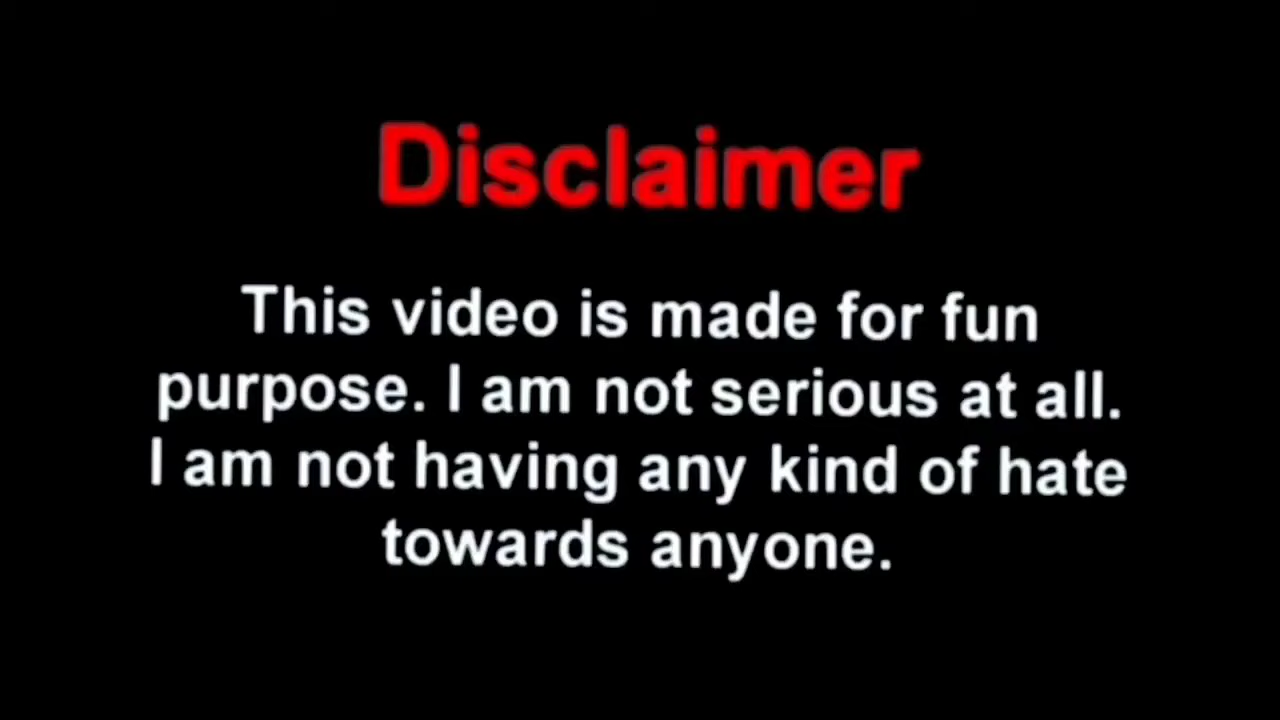 Disclaimer
This video is made for fun
purpose. I am not serious at all.
I am not having any kind of hate
towards anyone.